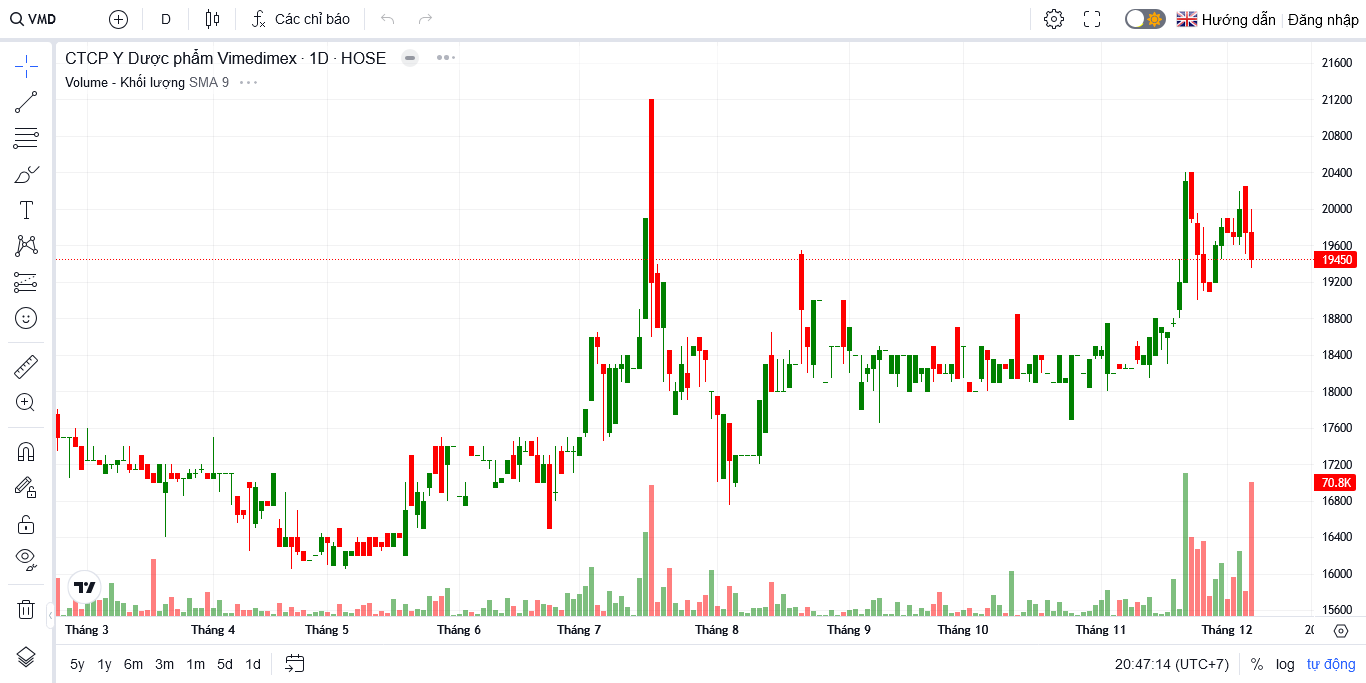 VMD D Các chỉ báo Hướng dẫn Đăng nhập
CTCP Y Dược phẩm Vimedimex · 1D · HOSE
Volume - Khối lượng SMA 9
21600
21200
20800
20400
20000
19600
19450
19200
18800
18400
18000
17600
17200
70.8K
16800
16400
16000
15600
Tháng 3 Tháng 4 Tháng 5 Tháng 6 Tháng 7 Tháng 8 Tháng 9 Tháng 10 Tháng 11 Tháng 12
5y 1y 6m 3m 1m 5d 1d 20:47:14 (UTC+7) % log tự động